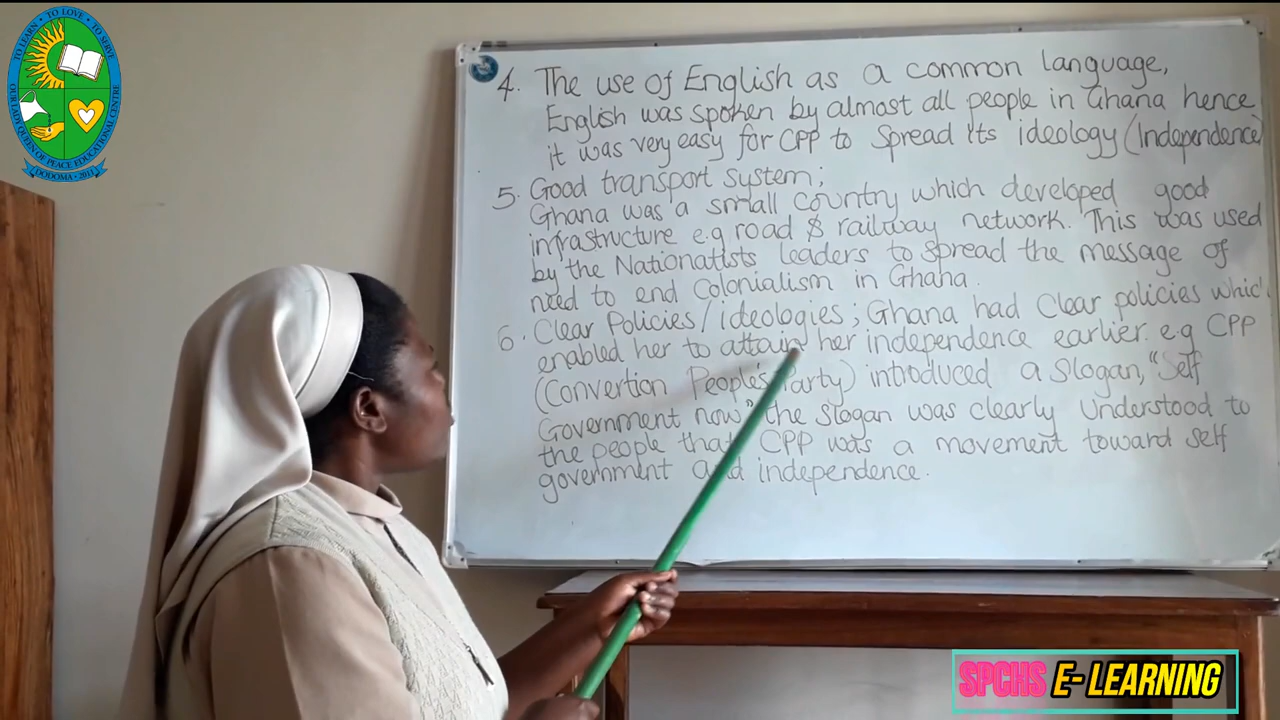 TO LEARN · TO LOVE · TO SERVE
OUR LADY QUEEN OF PEACE EDUCATIONAL CENTRE
DODOMA - 2011
4. The use of English as a common language,
English was spoken by almost all people in Ghana hence
it was very easy for CPP to spread its ideology (Independence)
5. Good transport system;
Ghana was a small country which developed good
infrastructure e.g road & railway network. This was used
by the Nationatists leaders to spread the message of
need to end Colonialism in Ghana.
6. Clear Policies/ideologies; Ghana had Clear policies which
enabled her to attain her independence earlier. e.g CPP
(Convertion People's Party) introduced a slogan, "Self
Government now" the slogan was clearly Understood to
the people that CPP was a movement toward self
government and independence.
SPCHS E- LEARNING